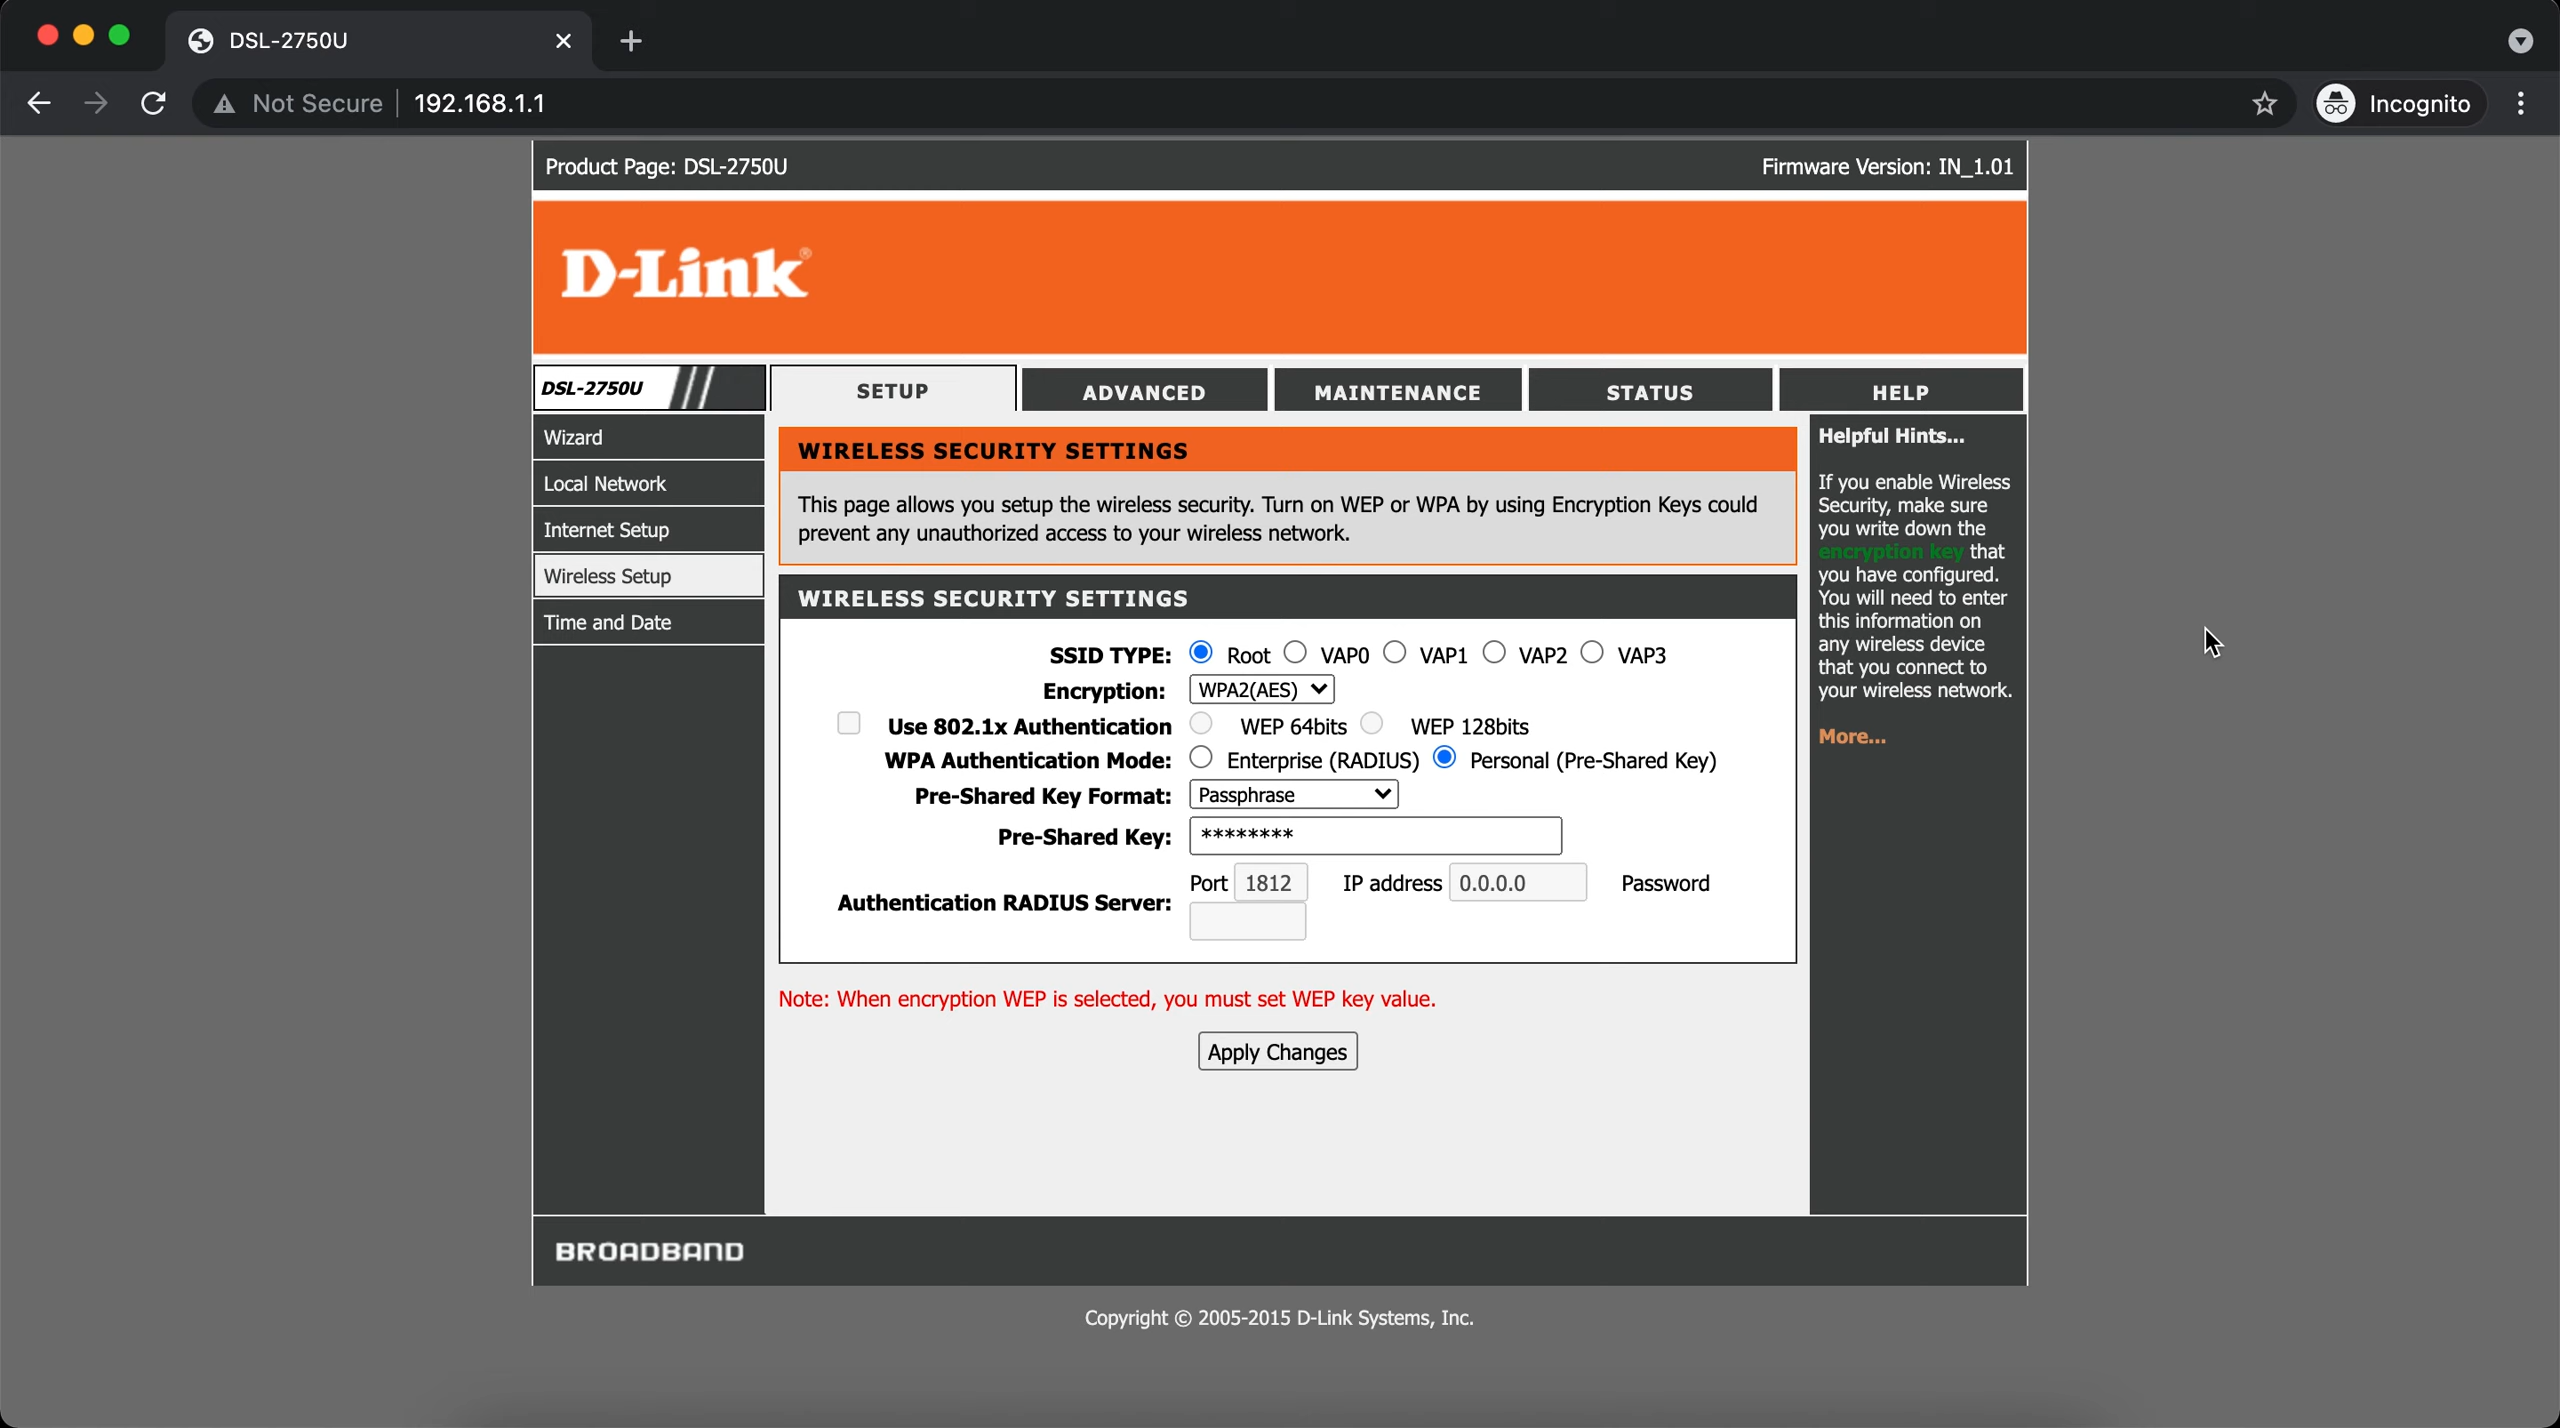 DSL-2750U
Not Secure 192.168.1.1
Incognito
Product Page: DSL-2750U
Firmware Version: IN_1.01
D-Link®
DSL-2750U
SETUP
ADVANCED
MAINTENANCE
STATUS
HELP
Wizard
Local Network
Internet Setup
Wireless Setup
Time and Date
WIRELESS SECURITY SETTINGS
This page allows you setup the wireless security. Turn on WEP or WPA by using Encryption Keys could
prevent any unauthorized access to your wireless network.
WIRELESS SECURITY SETTINGS
SSID TYPE: Root VAP0 VAP1 VAP2 VAP3
Encryption: WPA2(AES)
Use 802.1x Authentication WEP 64bits WEP 128bits
WPA Authentication Mode: Enterprise (RADIUS) Personal (Pre-Shared Key)
Pre-Shared Key Format: Passphrase
Pre-Shared Key: ********
Authentication RADIUS Server: Port 1812 IP address 0.0.0.0 Password
Note: When encryption WEP is selected, you must set WEP key value.
Apply Changes
Helpful Hints...
If you enable Wireless
Security, make sure
you write down the
encryption key that
you have configured.
You will need to enter
this information on
any wireless device
that you connect to
your wireless network.
More...
BROADBAND
Copyright © 2005-2015 D-Link Systems, Inc.